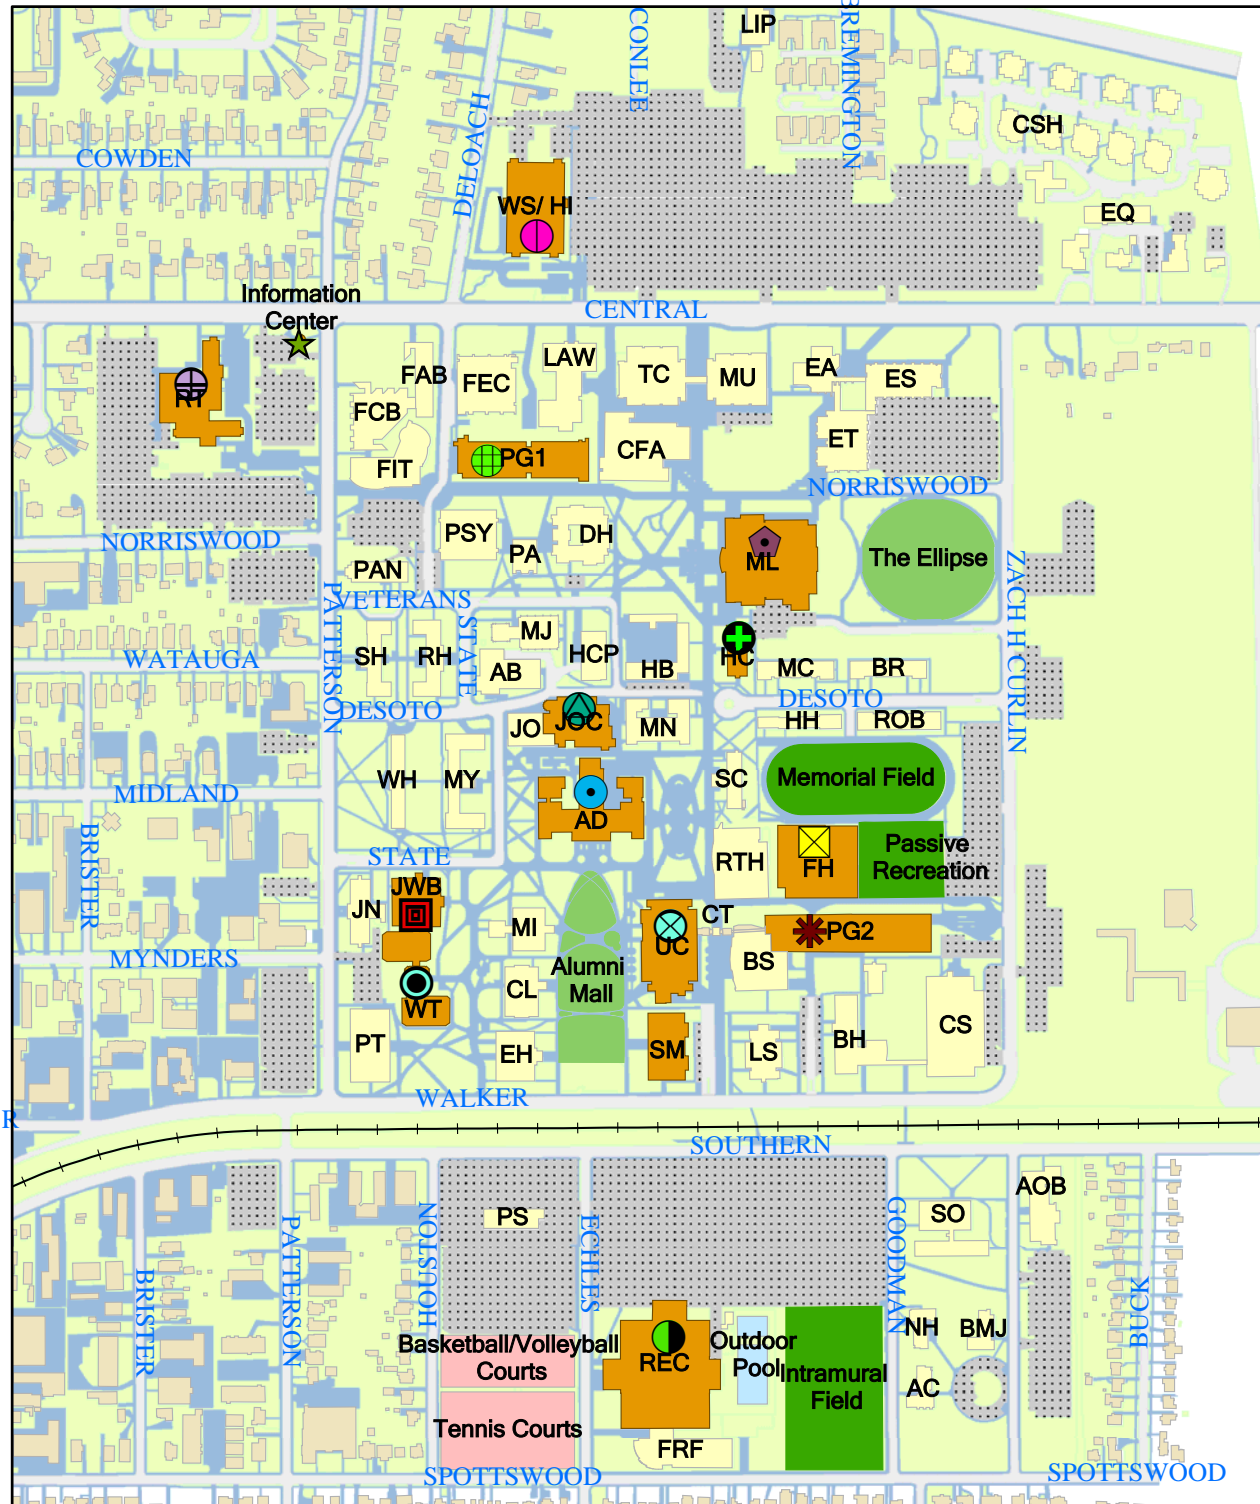 LIP
CONLEE
BREMINGTON
CSH
COWDEN
DELOACH
WS/ HI
EQ
Information
Center
CENTRAL
LAW
FAB
FEC
TC
MU
EA
ES
RT
FCB
ET
CFA
PG1
FIT
NORRISWOOD
PSY
DH
PA
ML
The Ellipse
NORRISWOOD
PAN
VETERANS
PATTERSON
ZACH H CURLIN
MJ
STATE
WATAUGA
SH
RH
AB
HCP
HB
HC
MC
BR
DESOTO
DESOTO
JO
JOC
MN
HH
ROB
WH
MY
SC
Memorial Field
MIDLAND
AD
BRISTER
STATE
RTH
FH
Passive
Recreation
JWB
JN
MI
CT
UC
PG2
MYNDERS
Alumni
Mall
BS
CL
WT
CS
PT
EH
SM
LS
BH
WALKER
R
SOUTHERN
AOB
PS
SO
BRISTER
PATTERSON
HOUSTON
ECHLES
GOODMAN
BUCK
NH
BMJ
Basketball/Volleyball
Courts
REC
Outdoor
Pool
Intramural
Field
AC
Tennis Courts
FRF
SPOTTSWOOD
SPOTTSWOOD